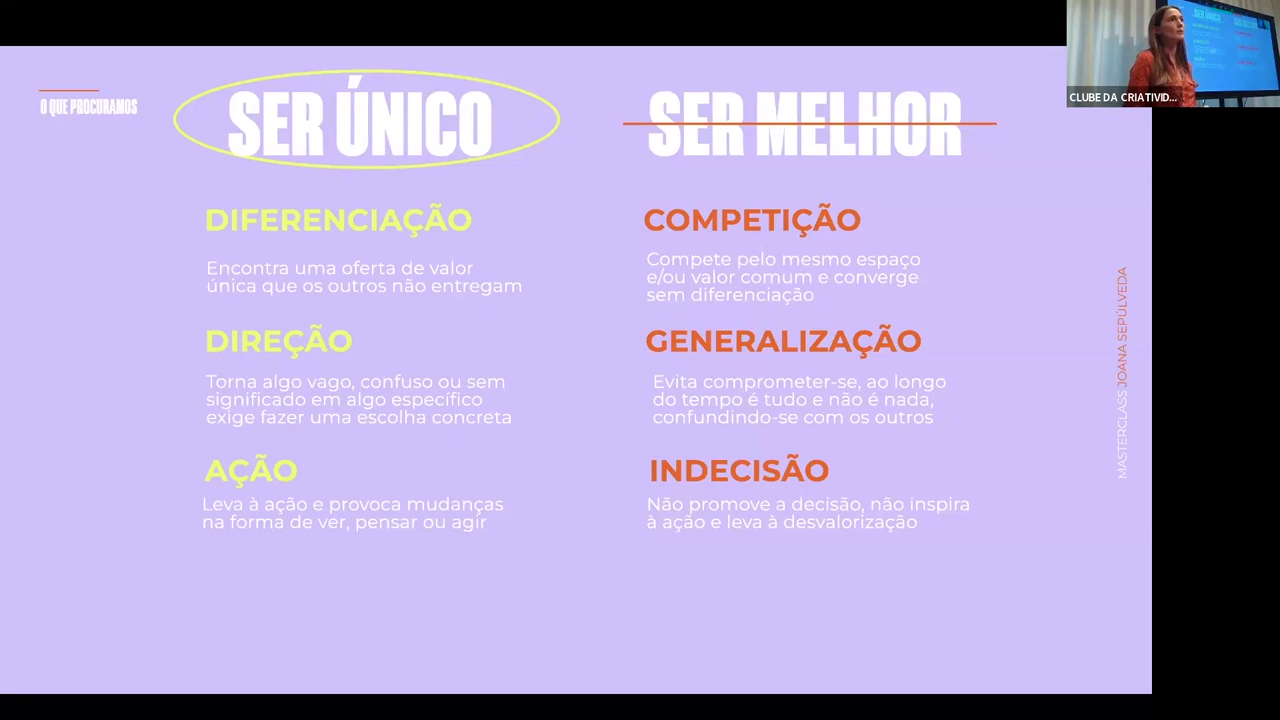 O QUE PROCURAMOS
SER ÚNICO
DIFERENCIAÇÃO
Encontra uma oferta de valor
única que os outros não entregam
DIREÇÃO
Torna algo vago, confuso ou sem
significado em algo específico
exige fazer uma escolha concreta
AÇÃO
Leva à ação e provoca mudanças
na forma de ver, pensar ou agir
SER MELHOR
COMPETIÇÃO
Compete pelo mesmo espaço
e/ou valor comum e converge
sem diferenciação
GENERALIZAÇÃO
Evita comprometer-se, ao longo
do tempo é tudo e não é nada,
confundindo-se com os outros
INDECISÃO
Não promove a decisão, não inspira
à ação e leva à desvalorização
MASTERCLASS JOANA SEPÚLVEDA
CLUBE DA CRIATIVID...